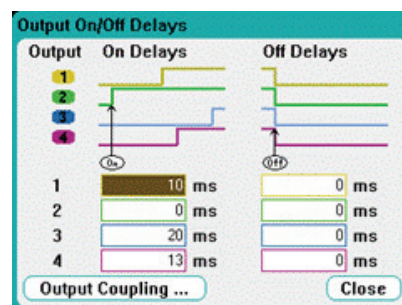 Output On/Off Delays
Output On Delays Off Delays
1
2
3
4
On Off
1 10 ms 0 ms
2 0 ms 0 ms
3 20 ms 0 ms
4 13 ms 0 ms
Output Coupling ... Close